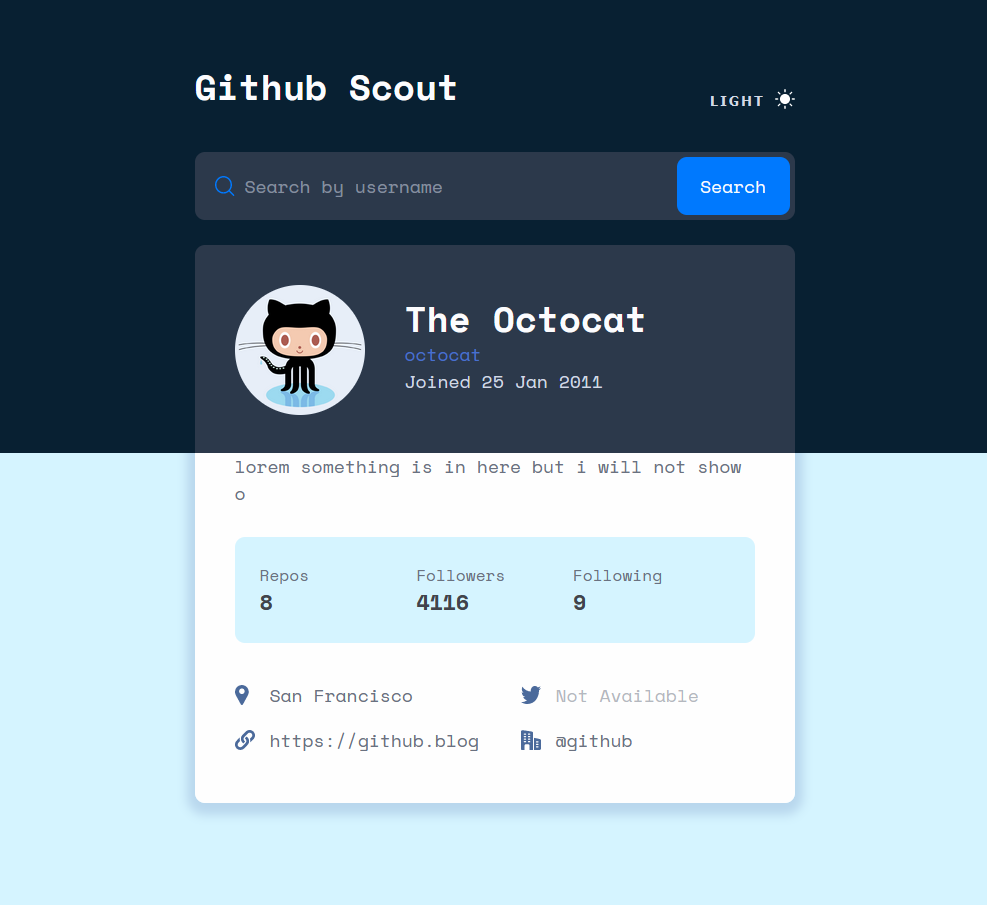 Github Scout
LIGHT
Search by username
Search
The Octocat
octocat
Joined 25 Jan 2011
lorem something is in here but i will not show
o
Repos
Followers
Following
8
4116
9
San Francisco
Not Available
https://github.blog
@github